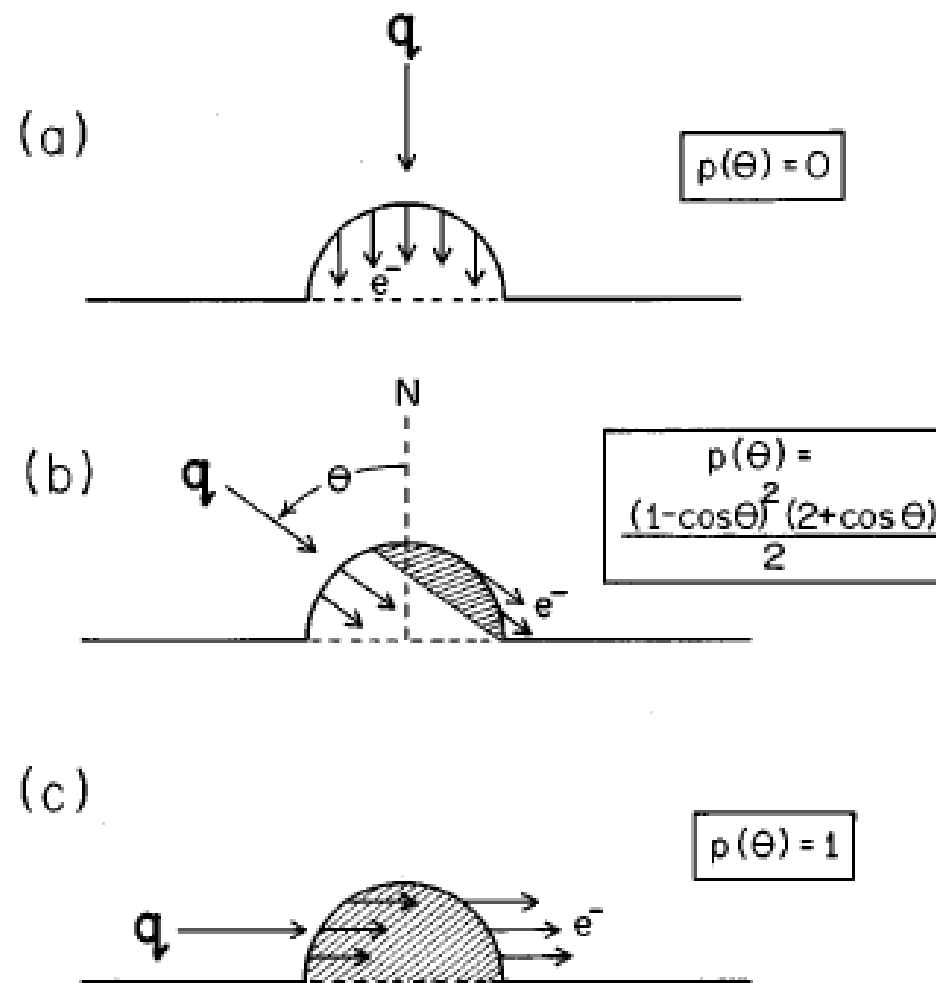 q
(a)
p(θ) = 0
e⁻
N
(b)
q
θ
p(θ) =
(1-cosθ)² (2+cosθ)
2
e⁻
(c)
p(θ) = 1
q
e⁻